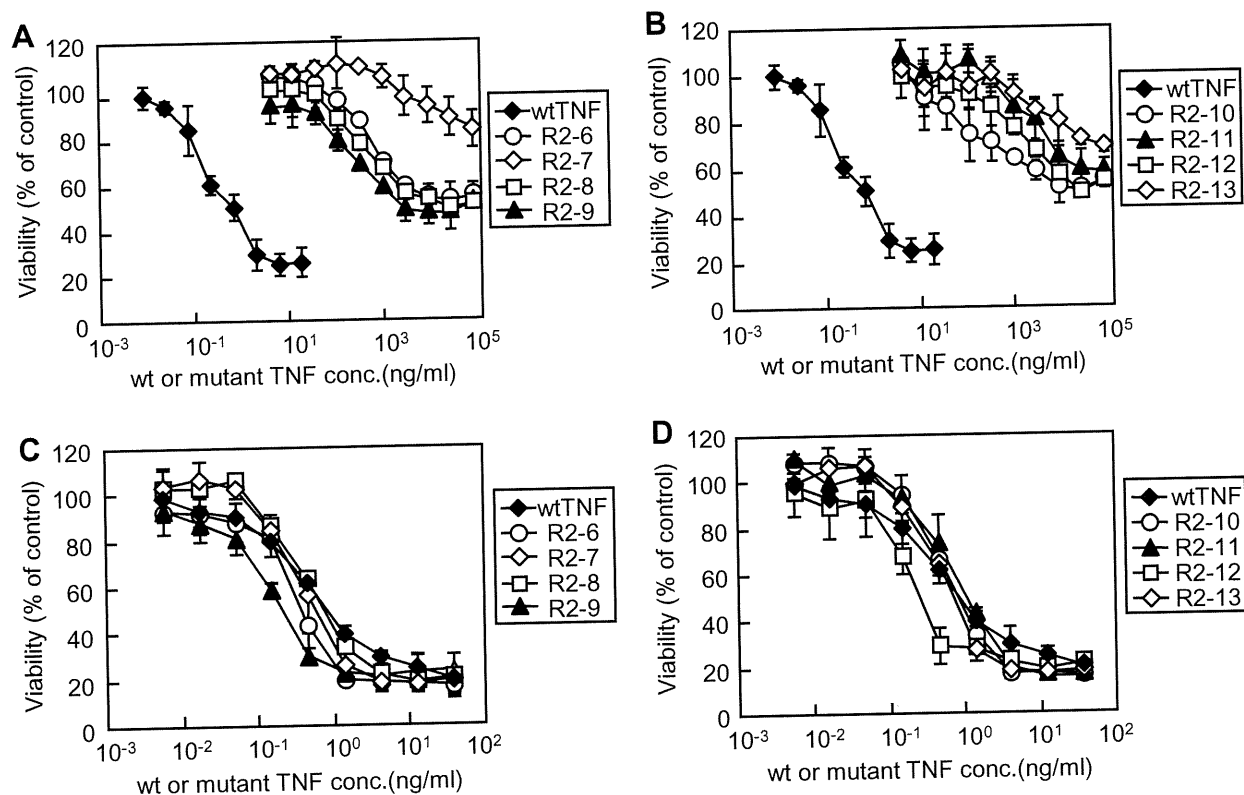 A
Viability (% of control)
120
100
80
60
40
20
0
10-3
10-1
101
103
105
wt or mutant TNF conc.(ng/ml)
wtTNF
R2-6
R2-7
R2-8
R2-9
B
Viability (% of control)
120
100
80
60
40
20
0
10-3
10-1
101
103
105
wt or mutant TNF conc.(ng/ml)
wtTNF
R2-10
R2-11
R2-12
R2-13
C
Viability (% of control)
120
100
80
60
40
20
0
10-3
10-2
10-1
100
101
102
wt or mutant TNF conc.(ng/ml)
wtTNF
R2-6
R2-7
R2-8
R2-9
D
Viability (% of control)
120
100
80
60
40
20
0
10-3
10-2
10-1
100
101
102
wt or mutant TNF conc.(ng/ml)
wtTNF
R2-10
R2-11
R2-12
R2-13